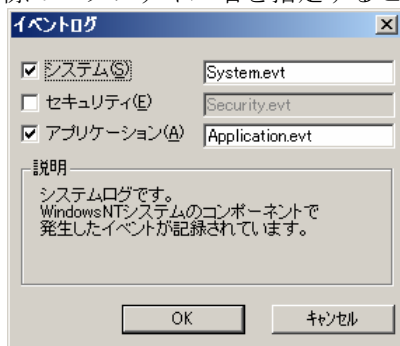 イベントログ
システム(S) System.evt
セキュリティ(E) Security.evt
アプリケーション(A) Application.evt
説明
システムログです。
WindowsNTシステムのコンポーネントで
発生したイベントが記録されています。
OK キャンセル